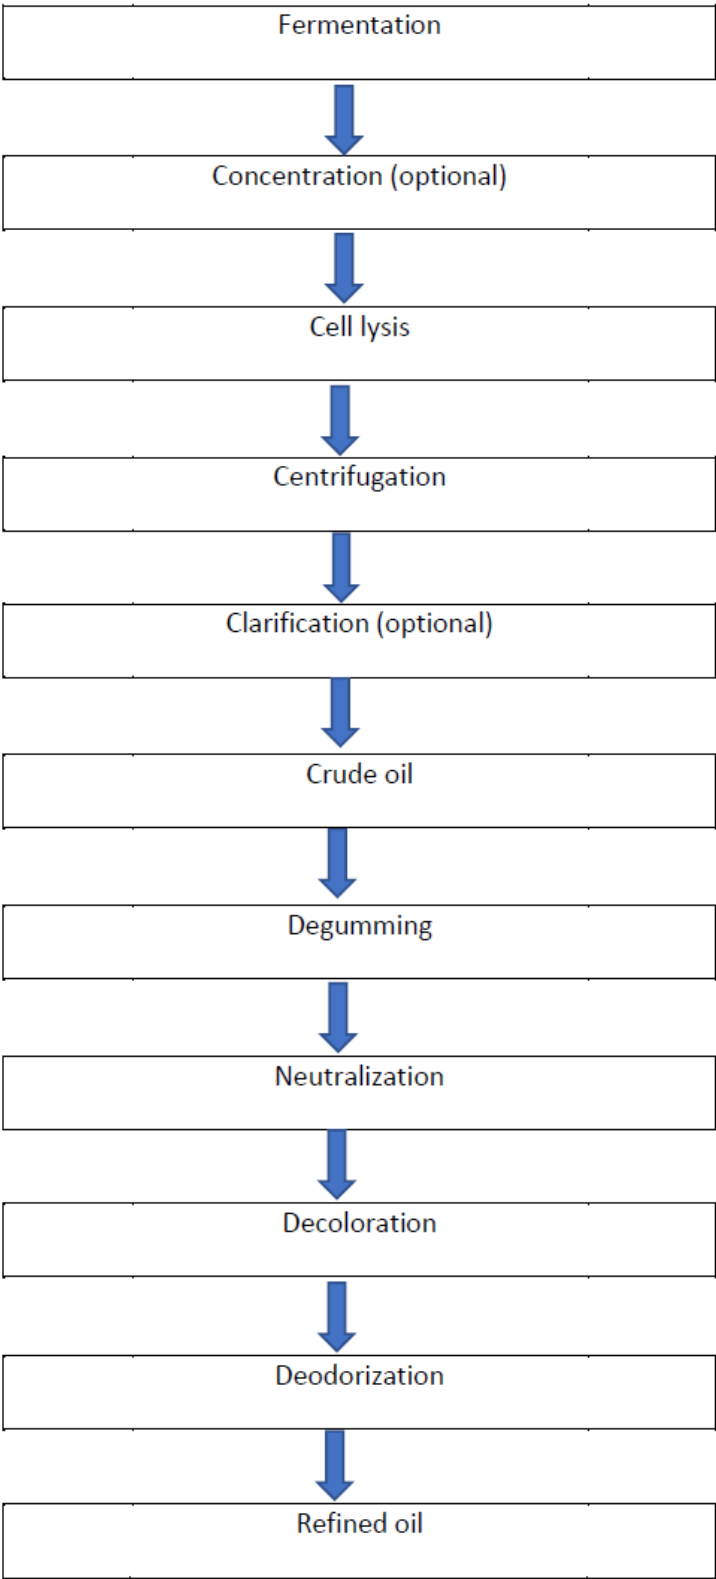 Fermentation
Concentration (optional)
Cell lysis
Centrifugation
Clarification (optional)
Crude oil
Degumming
Neutralization
Decoloration
Deodorization
Refined oil